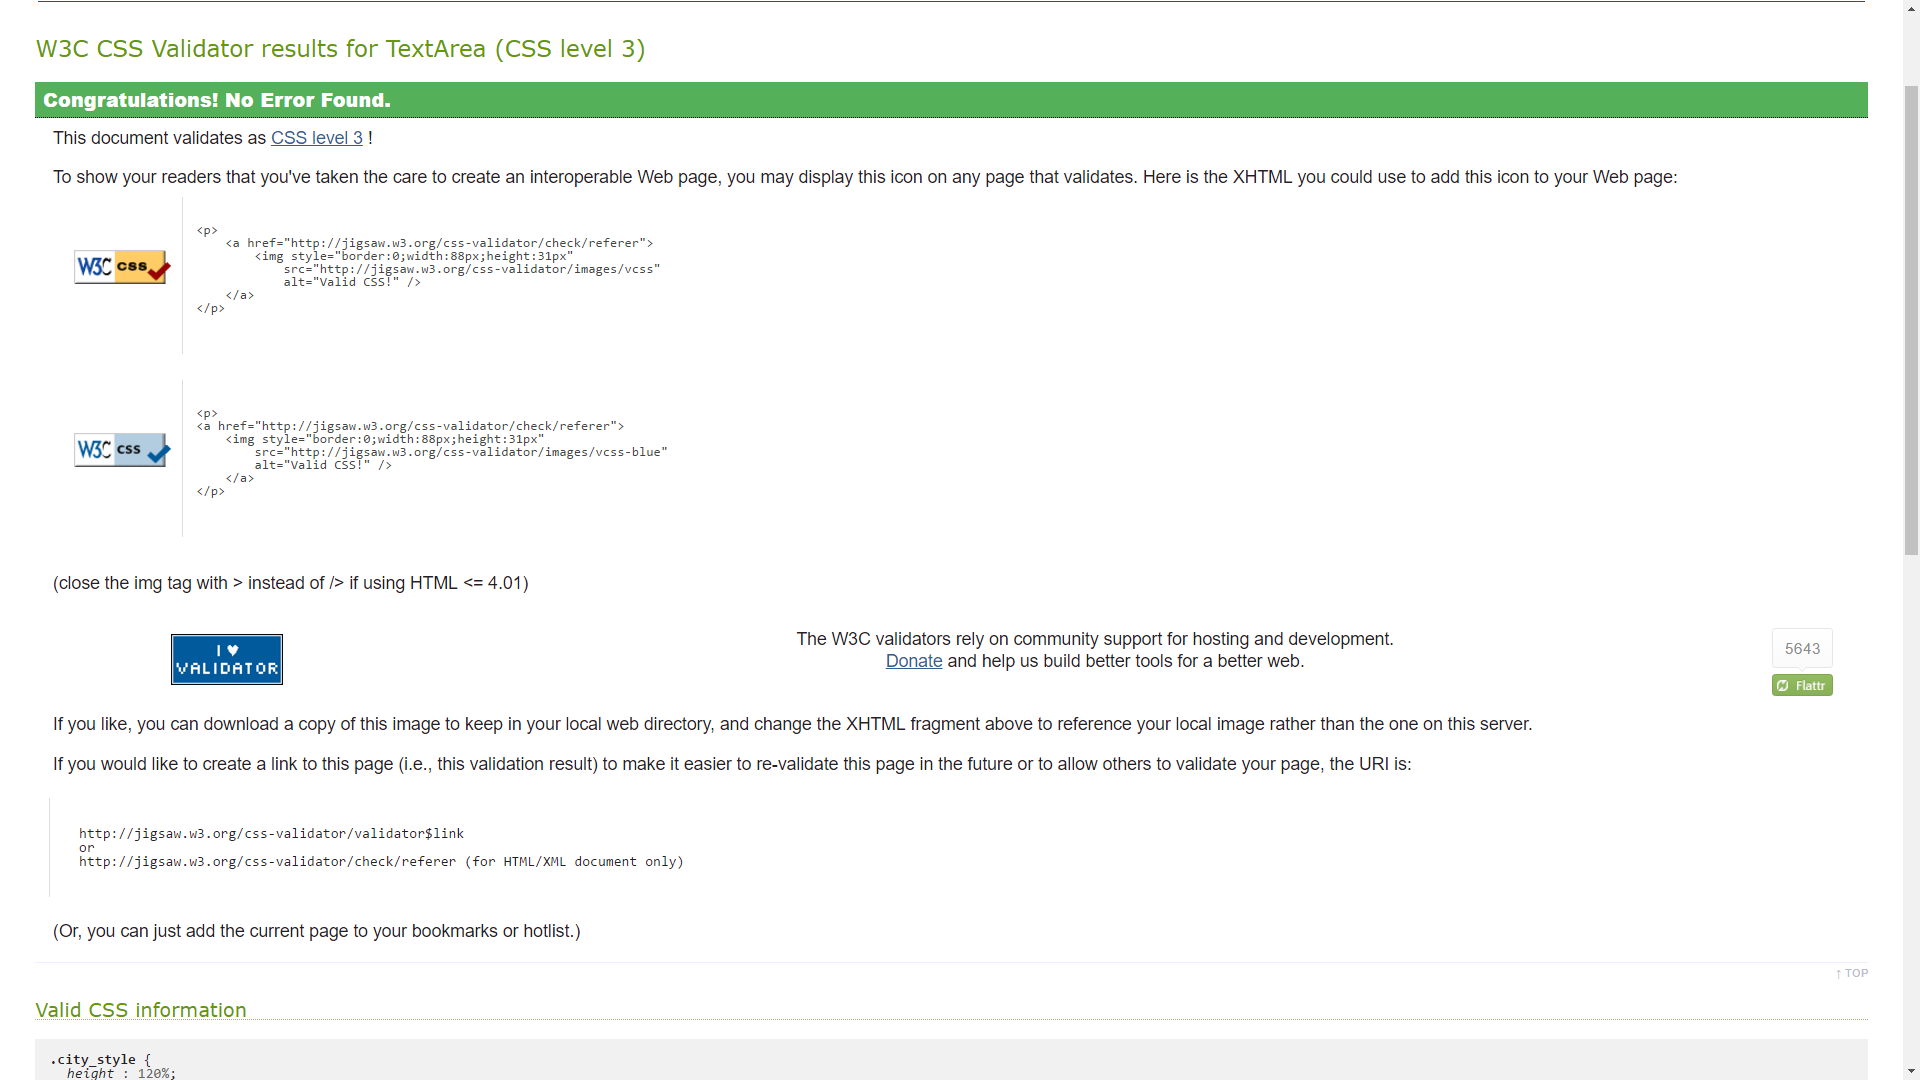 W3C CSS Validator results for TextArea (CSS level 3)
Congratulations! No Error Found.
This document validates as CSS level 3 !
To show your readers that you've taken the care to create an interoperable Web page, you may display this icon on any page that validates. Here is the XHTML you could use to add this icon to your Web page:
W3C css
<p>
    <a href="http://jigsaw.w3.org/css-validator/check/referer">
        <img style="border:0;width:88px;height:31px"
            src="http://jigsaw.w3.org/css-validator/images/vcss"
            alt="Valid CSS!" />
    </a>
</p>
W3C css
<p>
<a href="http://jigsaw.w3.org/css-validator/check/referer">
    <img style="border:0;width:88px;height:31px"
        src="http://jigsaw.w3.org/css-validator/images/vcss-blue"
        alt="Valid CSS!" />
    </a>
</p>
(close the img tag with > instead of /> if using HTML <= 4.01)
I ♥
VALIDATOR
The W3C validators rely on community support for hosting and development.
Donate and help us build better tools for a better web.
5643
Flattr
If you like, you can download a copy of this image to keep in your local web directory, and change the XHTML fragment above to reference your local image rather than the one on this server.
If you would like to create a link to this page (i.e., this validation result) to make it easier to re-validate this page in the future or to allow others to validate your page, the URI is:
http://jigsaw.w3.org/css-validator/validator$link
or
http://jigsaw.w3.org/css-validator/check/referer (for HTML/XML document only)
(Or, you can just add the current page to your bookmarks or hotlist.)
↑ TOP
Valid CSS information
.city_style {
height : 120%;